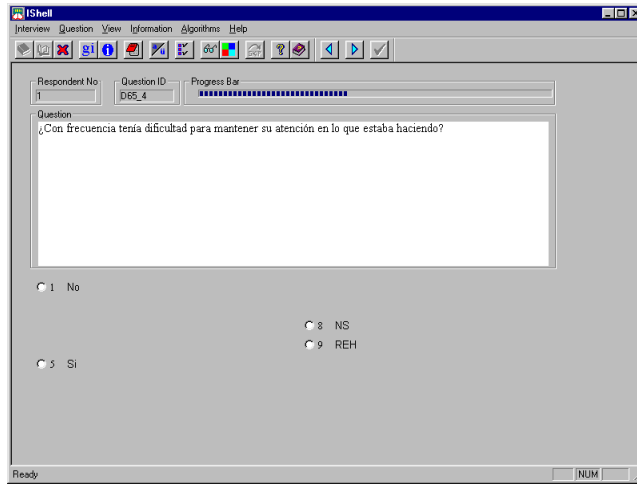 IShell
Interview Question View Information Algorithms Help
gi
Respondent No
Question ID
Progress Bar
1
D65_4
Question
¿Con frecuencia tenía dificultad para mantener su atención en lo que estaba haciendo?
1 No
8 NS
9 REH
5 Si
Ready
NUM